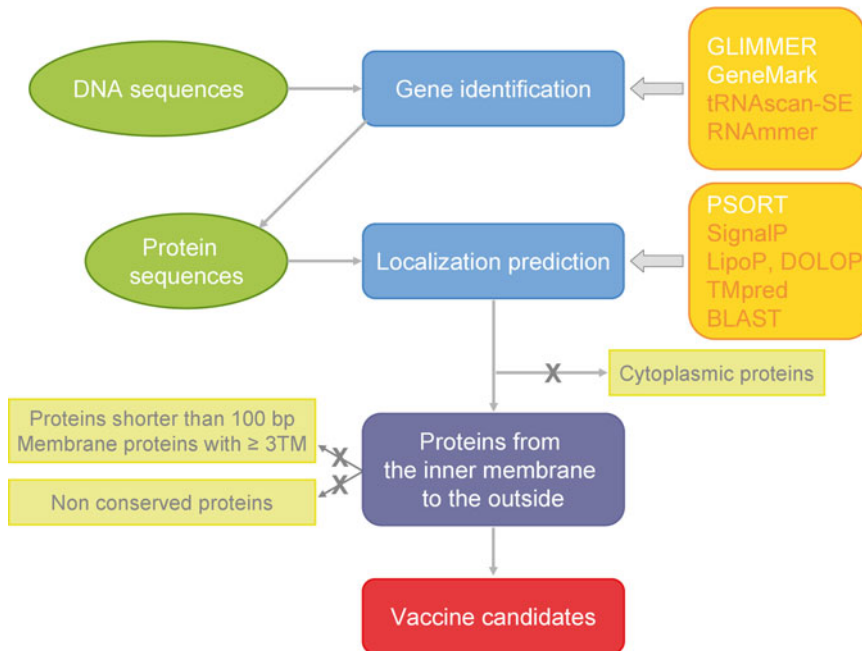 DNA sequences
Gene identification
GLIMMER
GeneMark
tRNAscan-SE
RNAmmer
Protein
sequences
Localization prediction
PSORT
SignalP
LipoP, DOLOP
TMpred
BLAST
X
Cytoplasmic proteins
Proteins shorter than 100 bp
Membrane proteins with ≥ 3TM
X
X
Non conserved proteins
Proteins from
the inner membrane
to the outside
Vaccine candidates